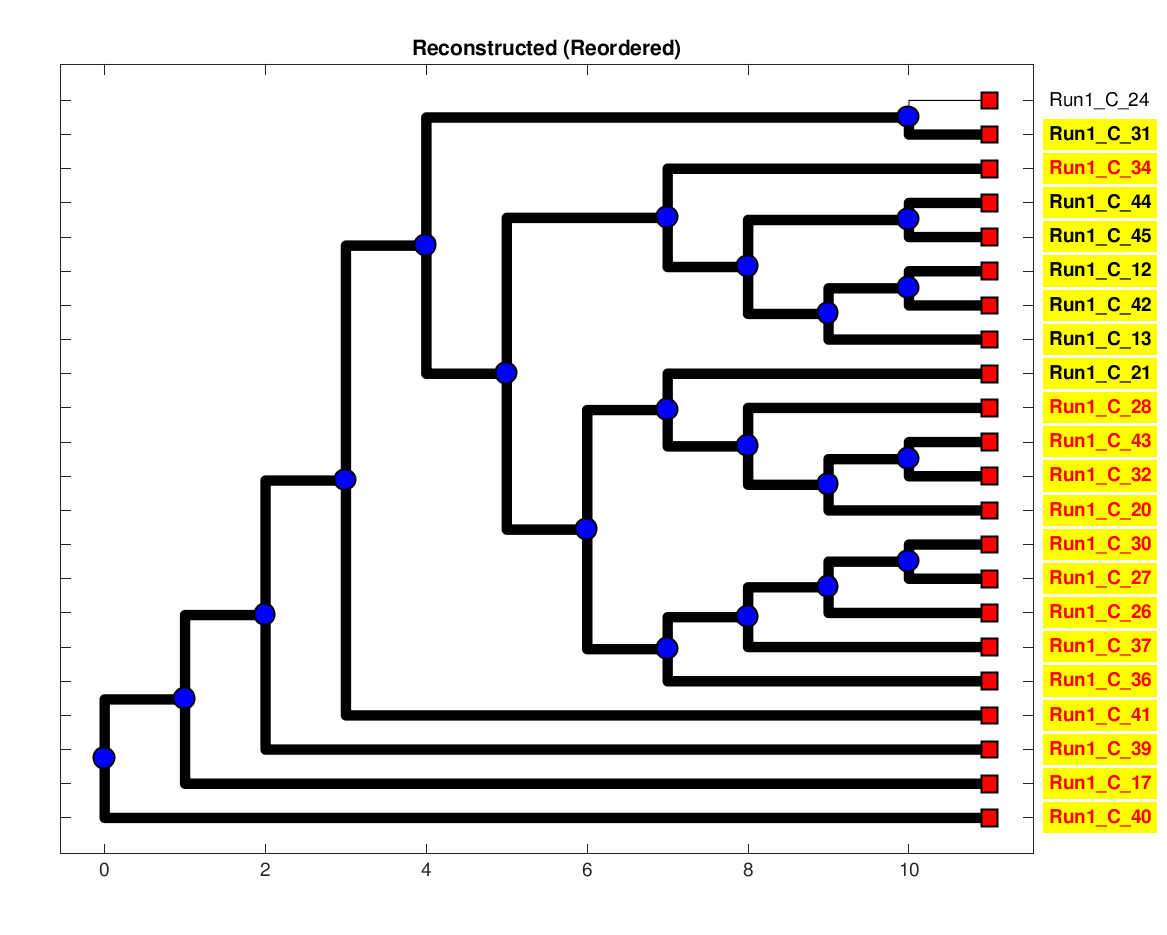 Reconstructed (Reordered)
Run1_C_24
Run1_C_31
Run1_C_34
Run1_C_44
Run1_C_45
Run1_C_12
Run1_C_42
Run1_C_13
Run1_C_21
Run1_C_28
Run1_C_43
Run1_C_32
Run1_C_20
Run1_C_30
Run1_C_27
Run1_C_26
Run1_C_37
Run1_C_36
Run1_C_41
Run1_C_39
Run1_C_17
Run1_C_40
0 2 4 6 8 10